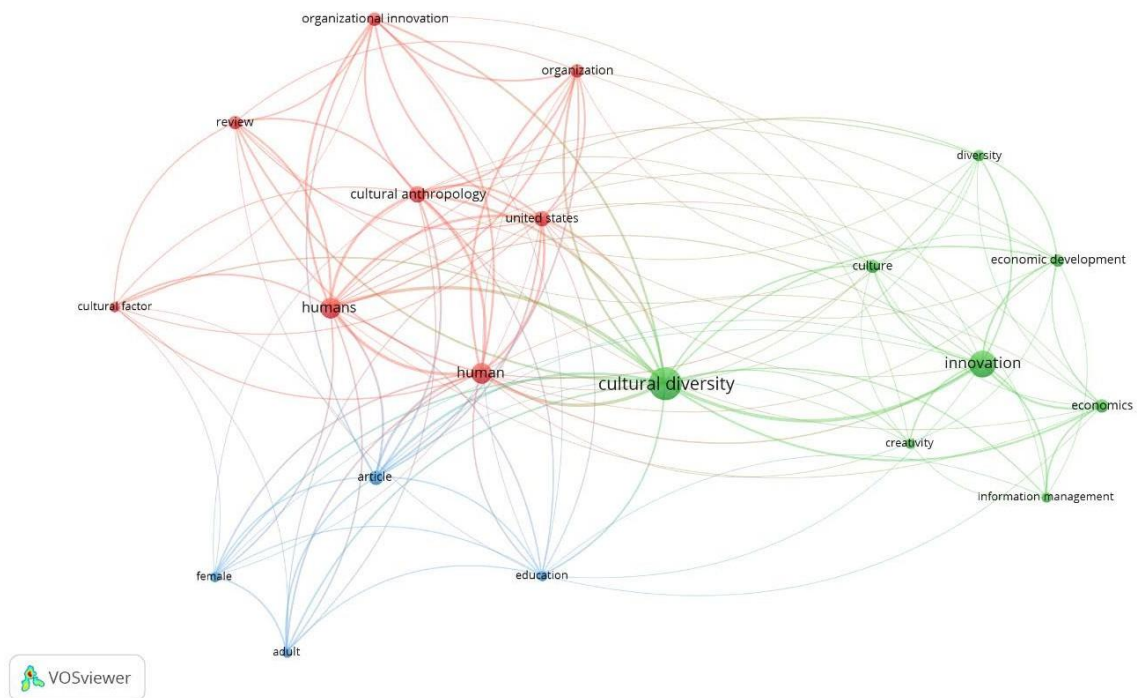 organizational innovation
organization
review
diversity
cultural anthropology
united states
economic development
culture
cultural factor
humans
innovation
human
cultural diversity
economics
creativity
article
information management
female
education
adult
VOSviewer